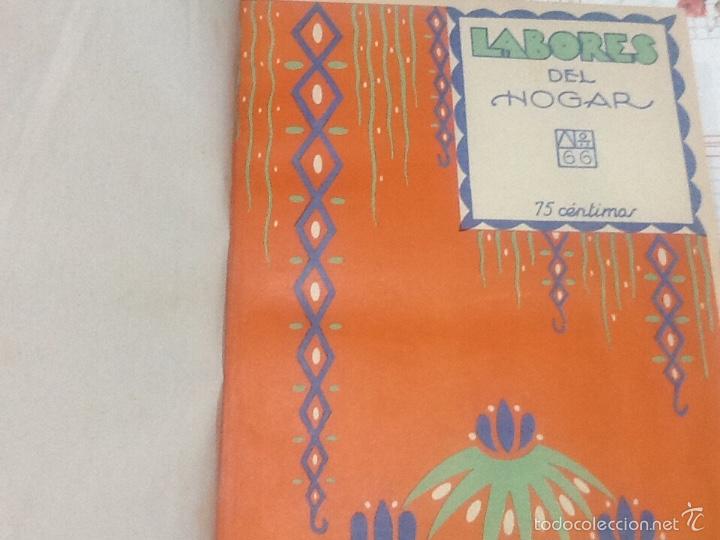 LABORES
DEL
HOGAR
Nº
66
75 céntimos
todocoleccion.net